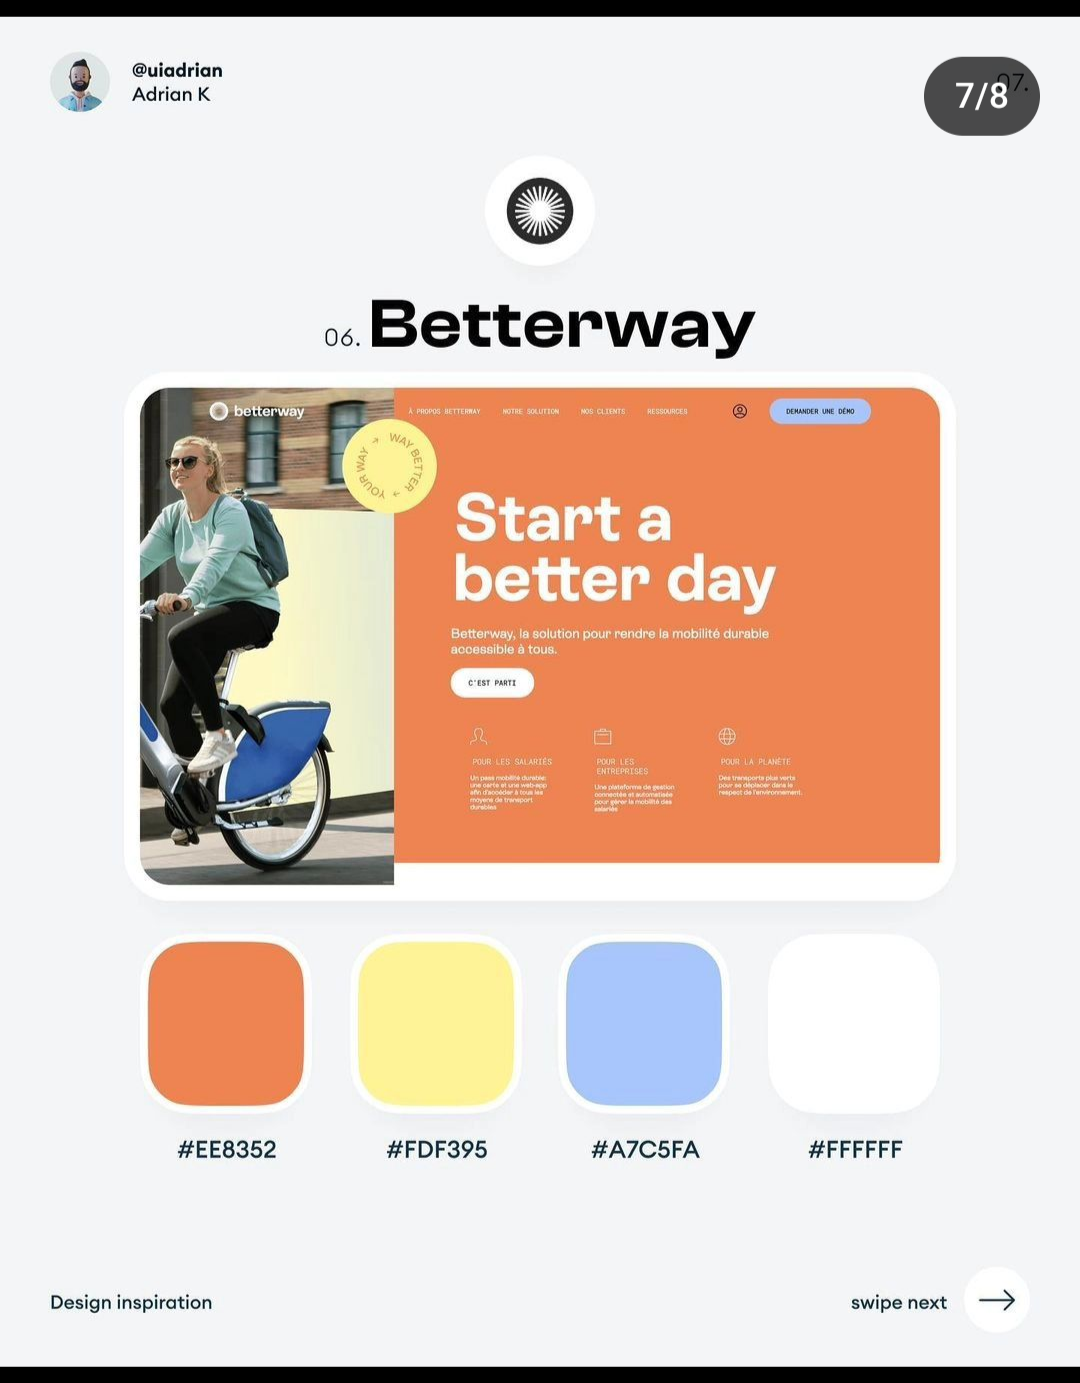 @uiadrian
Adrian K
7/8
07.
06. Betterway
betterway
À PROPOS BETTERWAY NOTRE SOLUTION NOS CLIENTS RESSOURCES DEMANDER UNE DÉMO
WAY BETTER → YOUR WAY →
Start a
better day
Betterway, la solution pour rendre la mobilité durable
accessible à tous.
C'EST PARTI
POUR LES SALARIÉS
Un pass mobilité durable:
une carte et une web-app
afin d'accéder à tous les
moyens de transport
durables
POUR LES
ENTREPRISES
Une plateforme de gestion
connectée et automatisée
pour gérer la mobilité des
salariés
POUR LA PLANÈTE
Des transports plus verts
pour se déplacer dans le
respect de l'environnement.
#EE8352
#FDF395
#A7C5FA
#FFFFFF
Design inspiration
swipe next